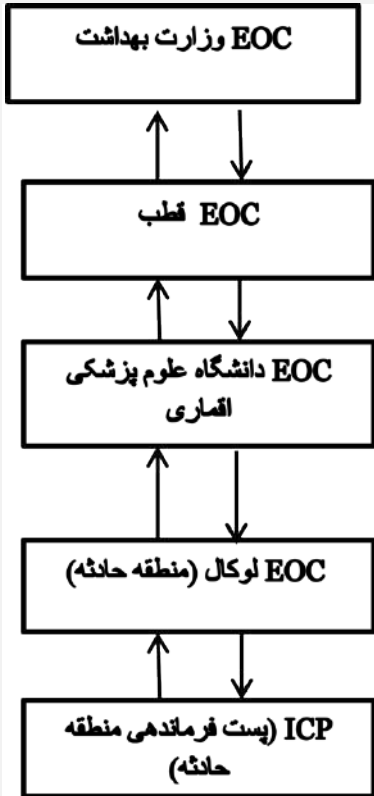 EOC وزارت بهداشت
EOC قطب
EOC دانشگاه علوم پزشکی
اقماری
EOC لوکال (منطقه حادثه)
ICP (پست فرماندهی منطقه
حادثه)